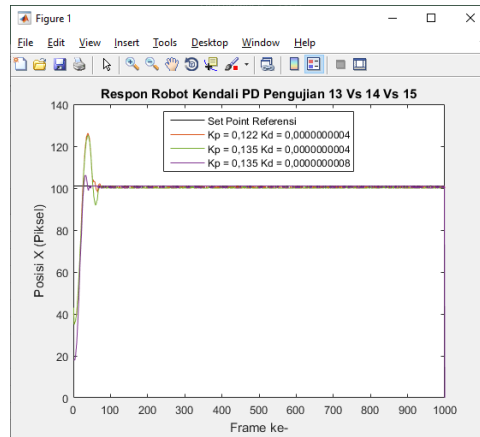 Figure 1
File Edit View Insert Tools Desktop Window Help
Respon Robot Kendali PD Pengujian 13 Vs 14 Vs 15
Set Point Referensi
Kp = 0,122 Kd = 0,0000000004
Kp = 0,135 Kd = 0,0000000004
Kp = 0,135 Kd = 0,0000000008
Posisi X (Piksel)
140
120
100
80
60
40
20
0
0 100 200 300 400 500 600 700 800 900 1000
Frame ke-